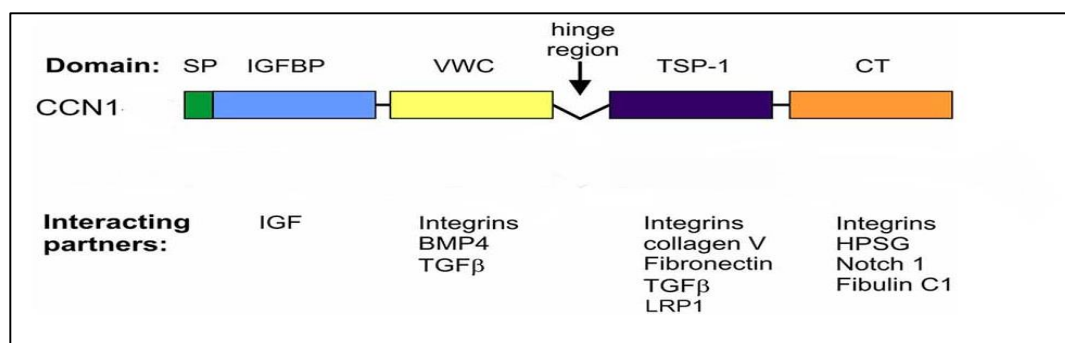 hinge
region
Domain: SP IGFBP VWC TSP-1 CT
CCN1
Interacting
partners:
IGF
Integrins
BMP4
TGFβ
Integrins
collagen V
Fibronectin
TGFβ
LRP1
Integrins
HPSG
Notch 1
Fibulin C1